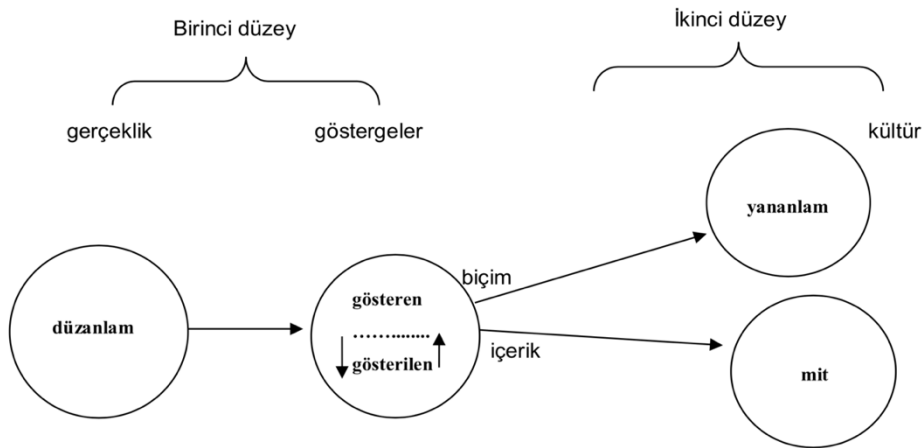 Birinci düzey
İkinci düzey
gerçeklik
göstergeler
kültür
yananlam
düzanlam
gösteren
..............
gösterilen
biçim
içerik
mit